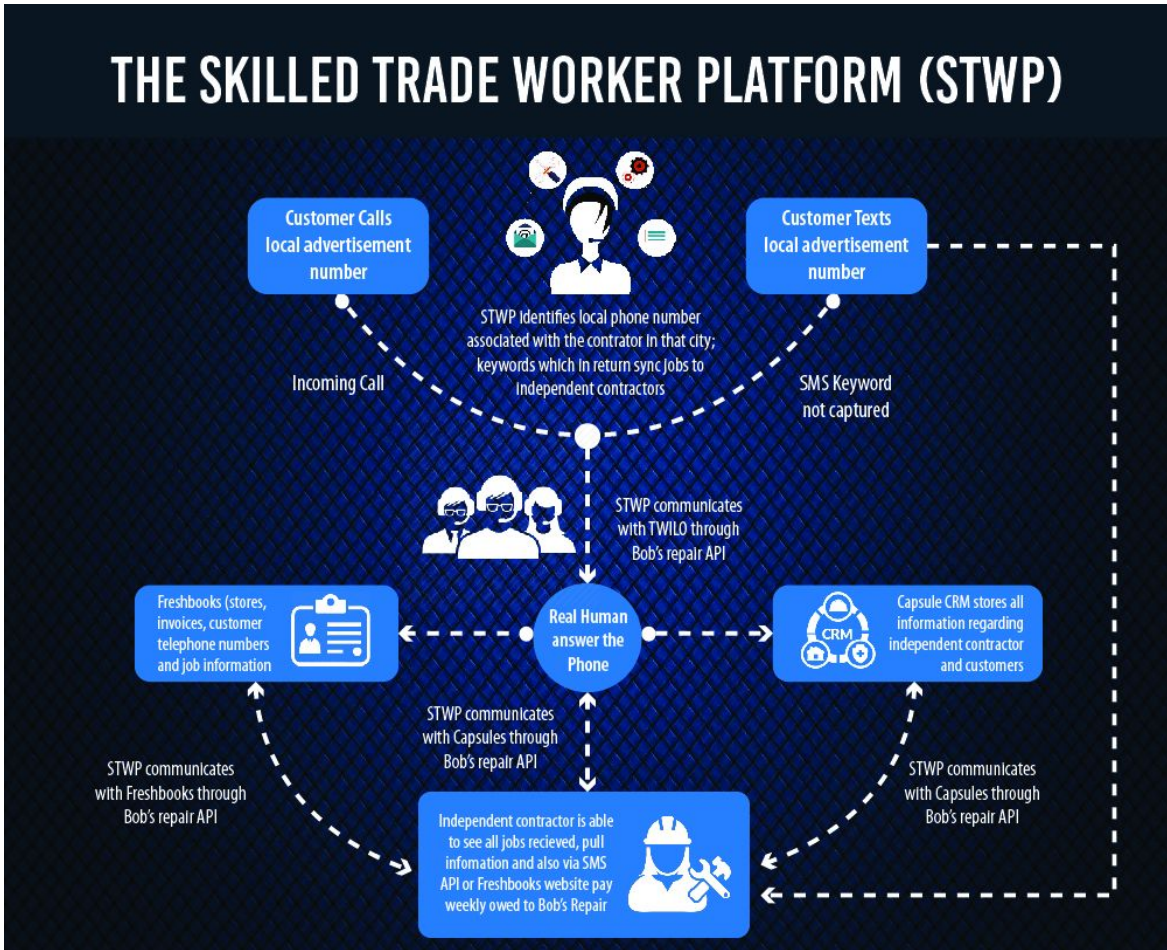 THE SKILLED TRADE WORKER PLATFORM (STWP)
Customer Calls
local advertisement
number
Customer Texts
local advertisement
number
STWP identifies local phone number
associated with the contrator in that city;
keywords which in return sync jobs to
independent contractors
Incoming Call
SMS Keyword
not captured
STWP communicates
with TWILO through
Bob's repair API
Freshbooks (stores,
invoices, customer
telephone numbers
and job information
Real Human
answer the
Phone
CRM
Capsule CRM stores all
information regarding
independent contractor
and customers
STWP communicates
with Capsules through
Bob's repair API
STWP communicates
with Freshbooks through
Bob's repair API
STWP communicates
with Capsules through
Bob's repair API
Independent contractor is able
to see all jobs recieved, pull
infomation and also via SMS
API or Freshbooks website pay
weekly owed to Bob's Repair